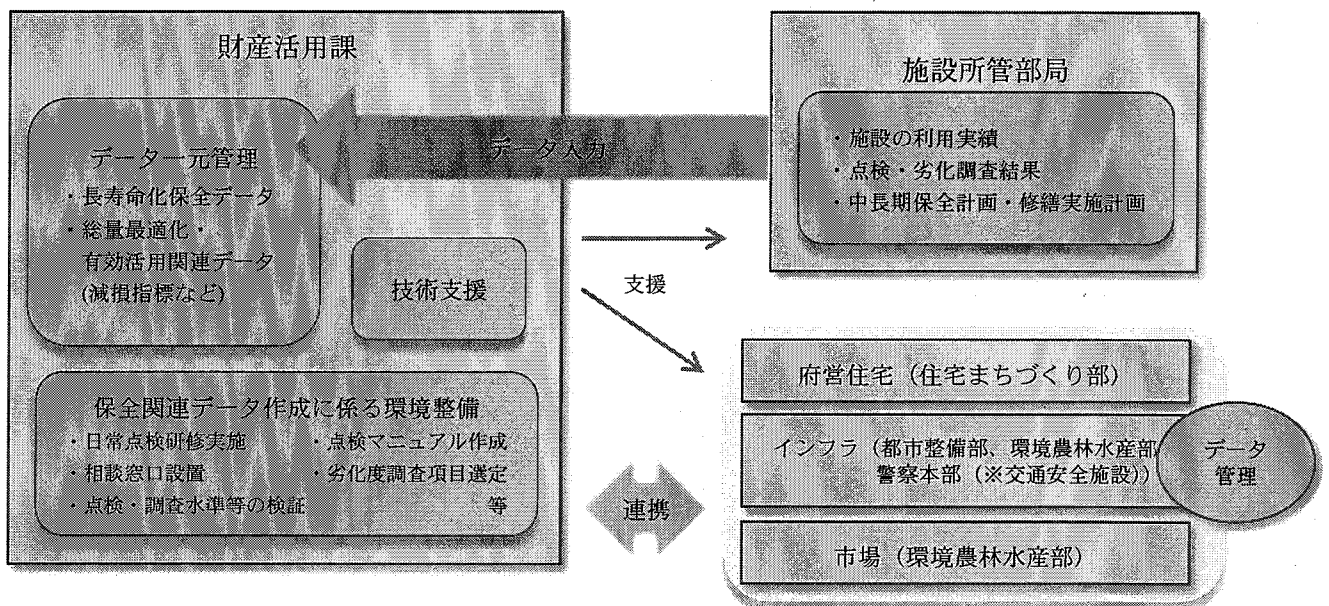 財産活用課
データ一元管理
・長寿命化保全データ
・総量最適化・
有効活用関連データ
(減損指標など)
技術支援
保全関連データ作成に係る環境整備
・日常点検研修実施 ・点検マニュアル作成
・相談窓口設置 ・劣化度調査項目選定
・点検・調査水準等の検証 等
データ入力
支援
連携
施設所管部局
・施設の利用実績
・点検・劣化調査結果
・中長期保全計画・修繕実施計画
府営住宅（住宅まちづくり部）
インフラ（都市整備部、環境農林水産部
警察本部（※交通安全施設））
データ
管理
市場（環境農林水産部）